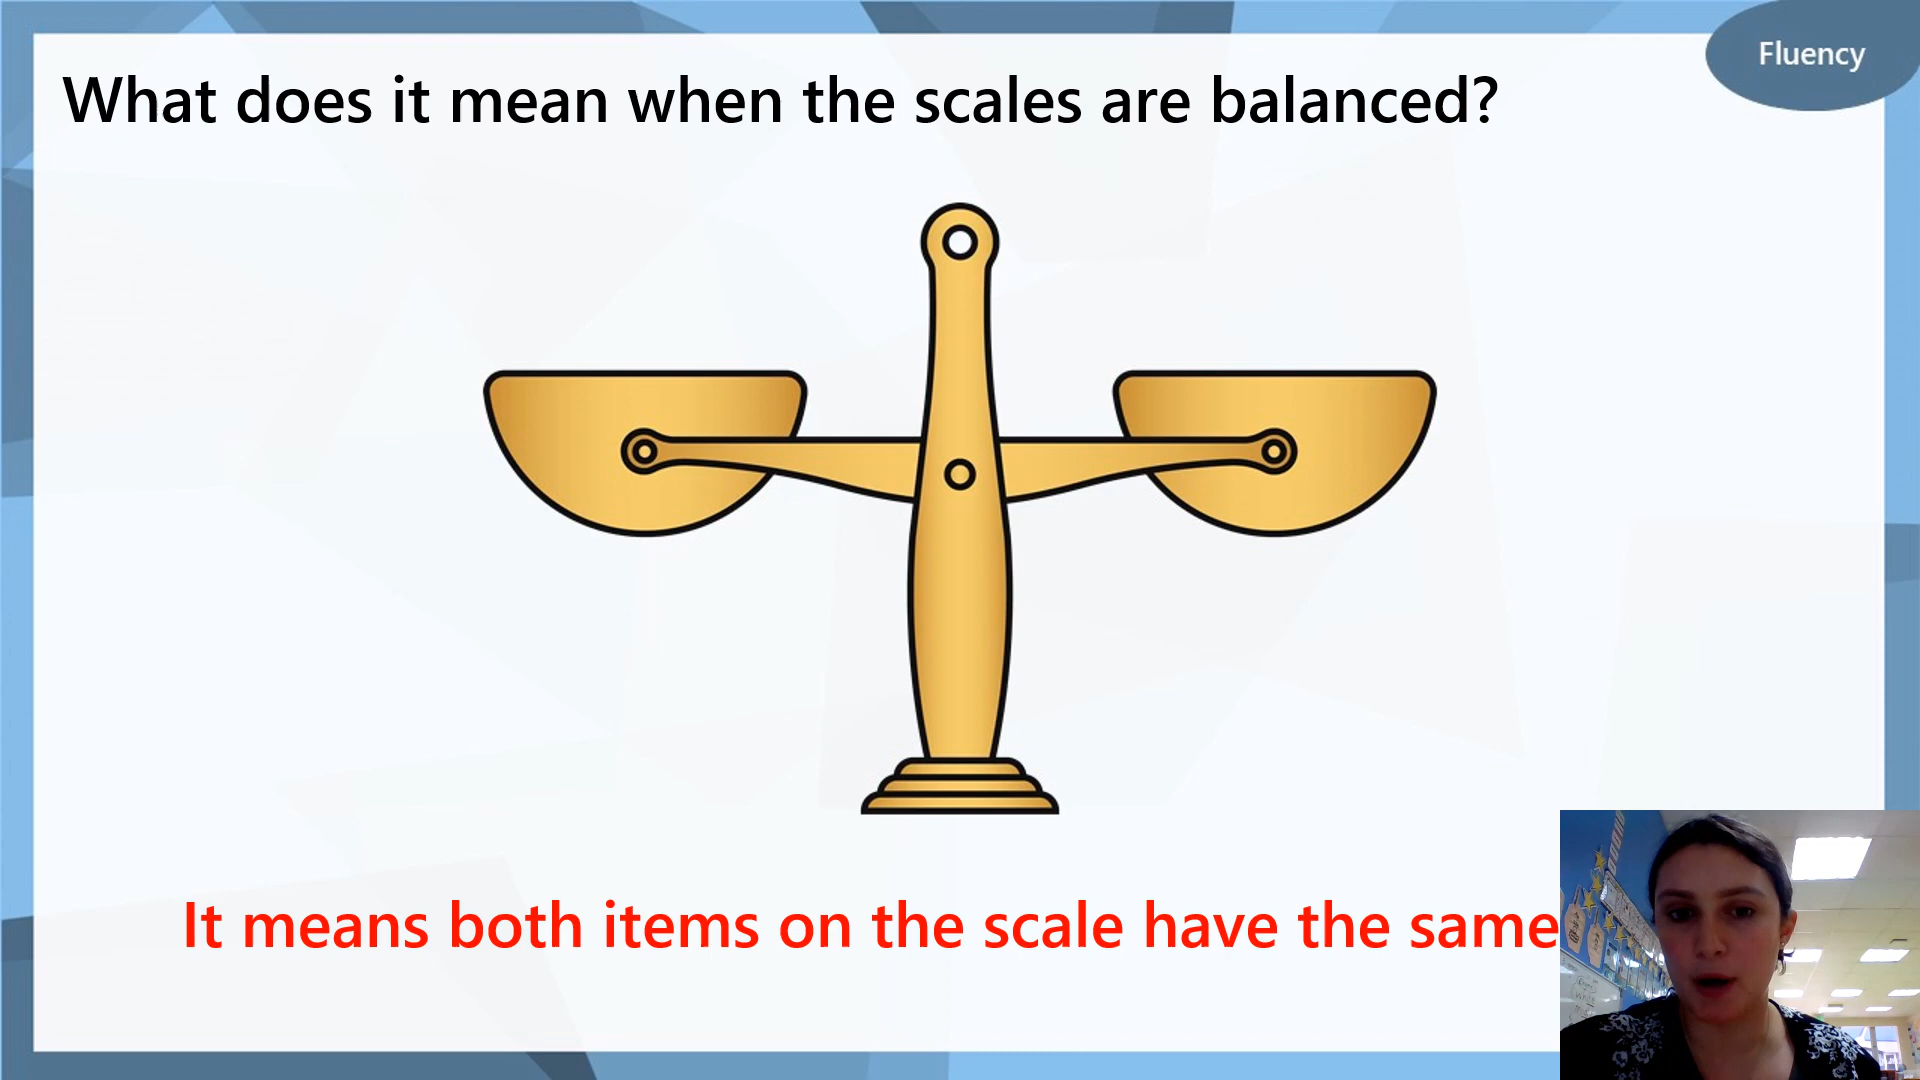 Fluency
What does it mean when the scales are balanced?
It means both items on the scale have the same